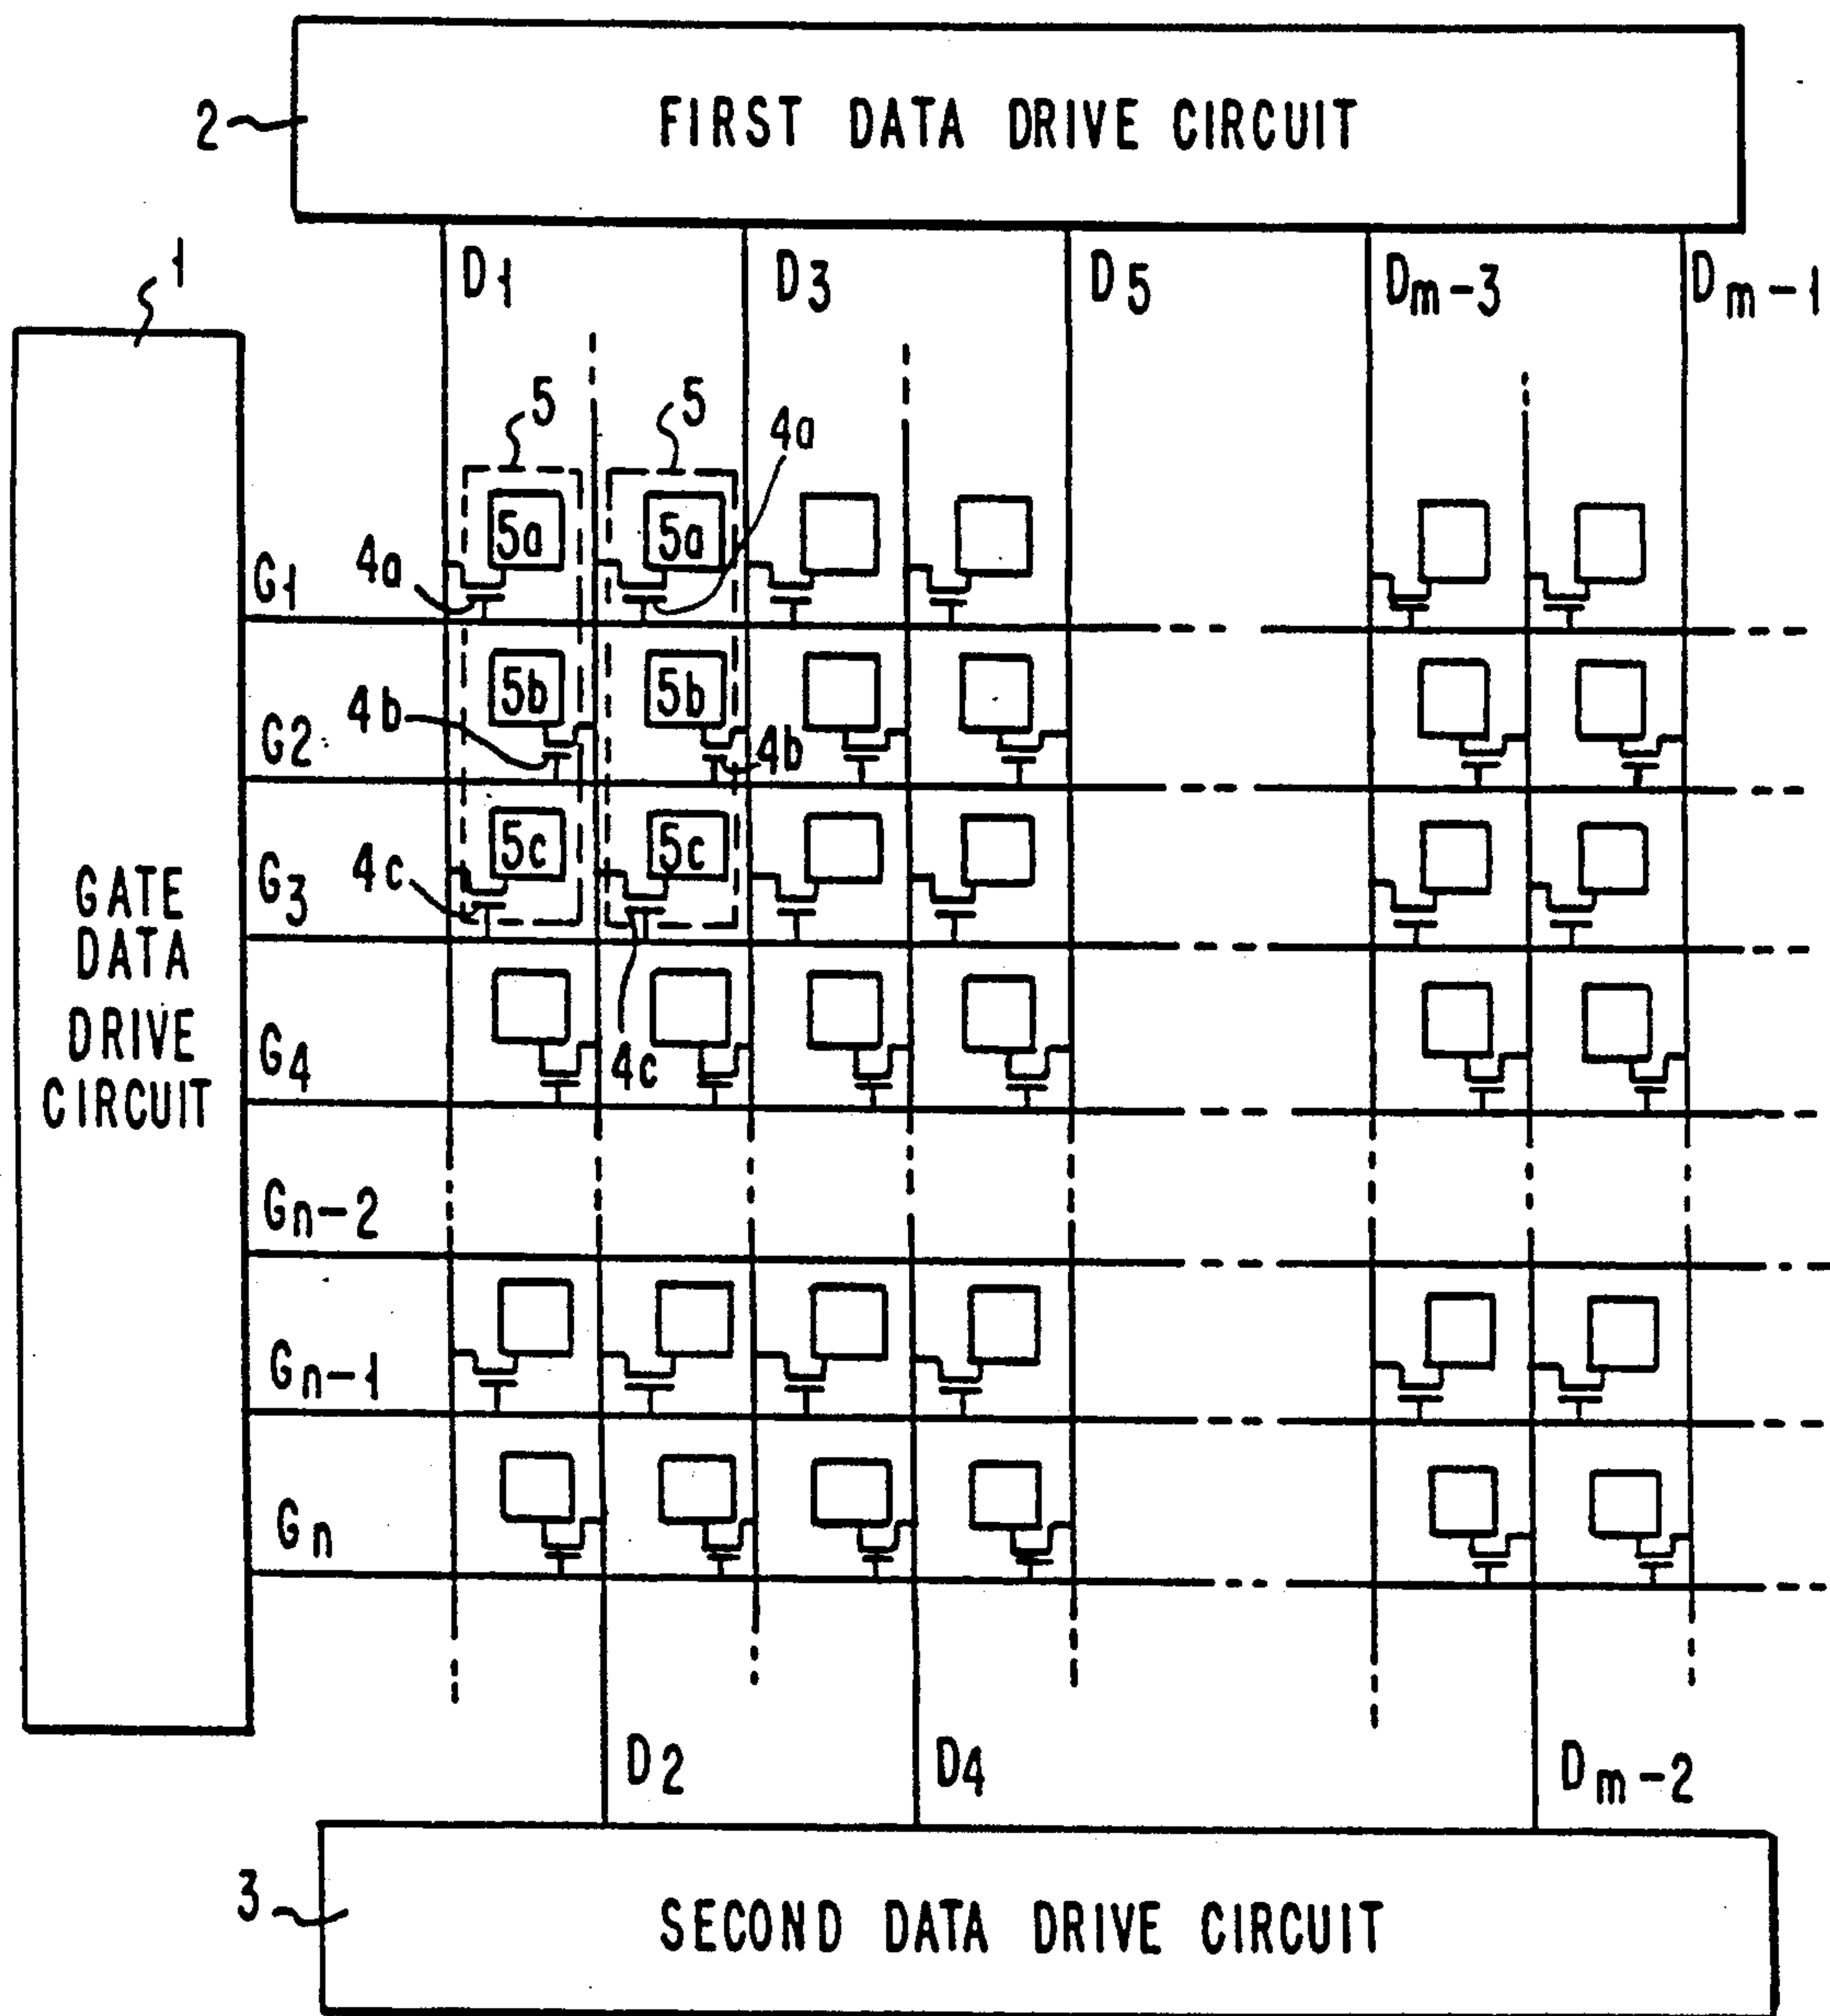 FIRST DATA DRIVE CIRCUIT
2
1
D1 D3 D5 Dm-3 Dm-1
5 5 4a
5a 5a
G1 4a
5b 5b
G2 4b 4b
5c 5c
G3 4c
GATE
DATA
DRIVE
CIRCUIT
G4 4c
Gn-2
Gn-1
Gn
D2 D4 Dm-2
3
SECOND DATA DRIVE CIRCUIT